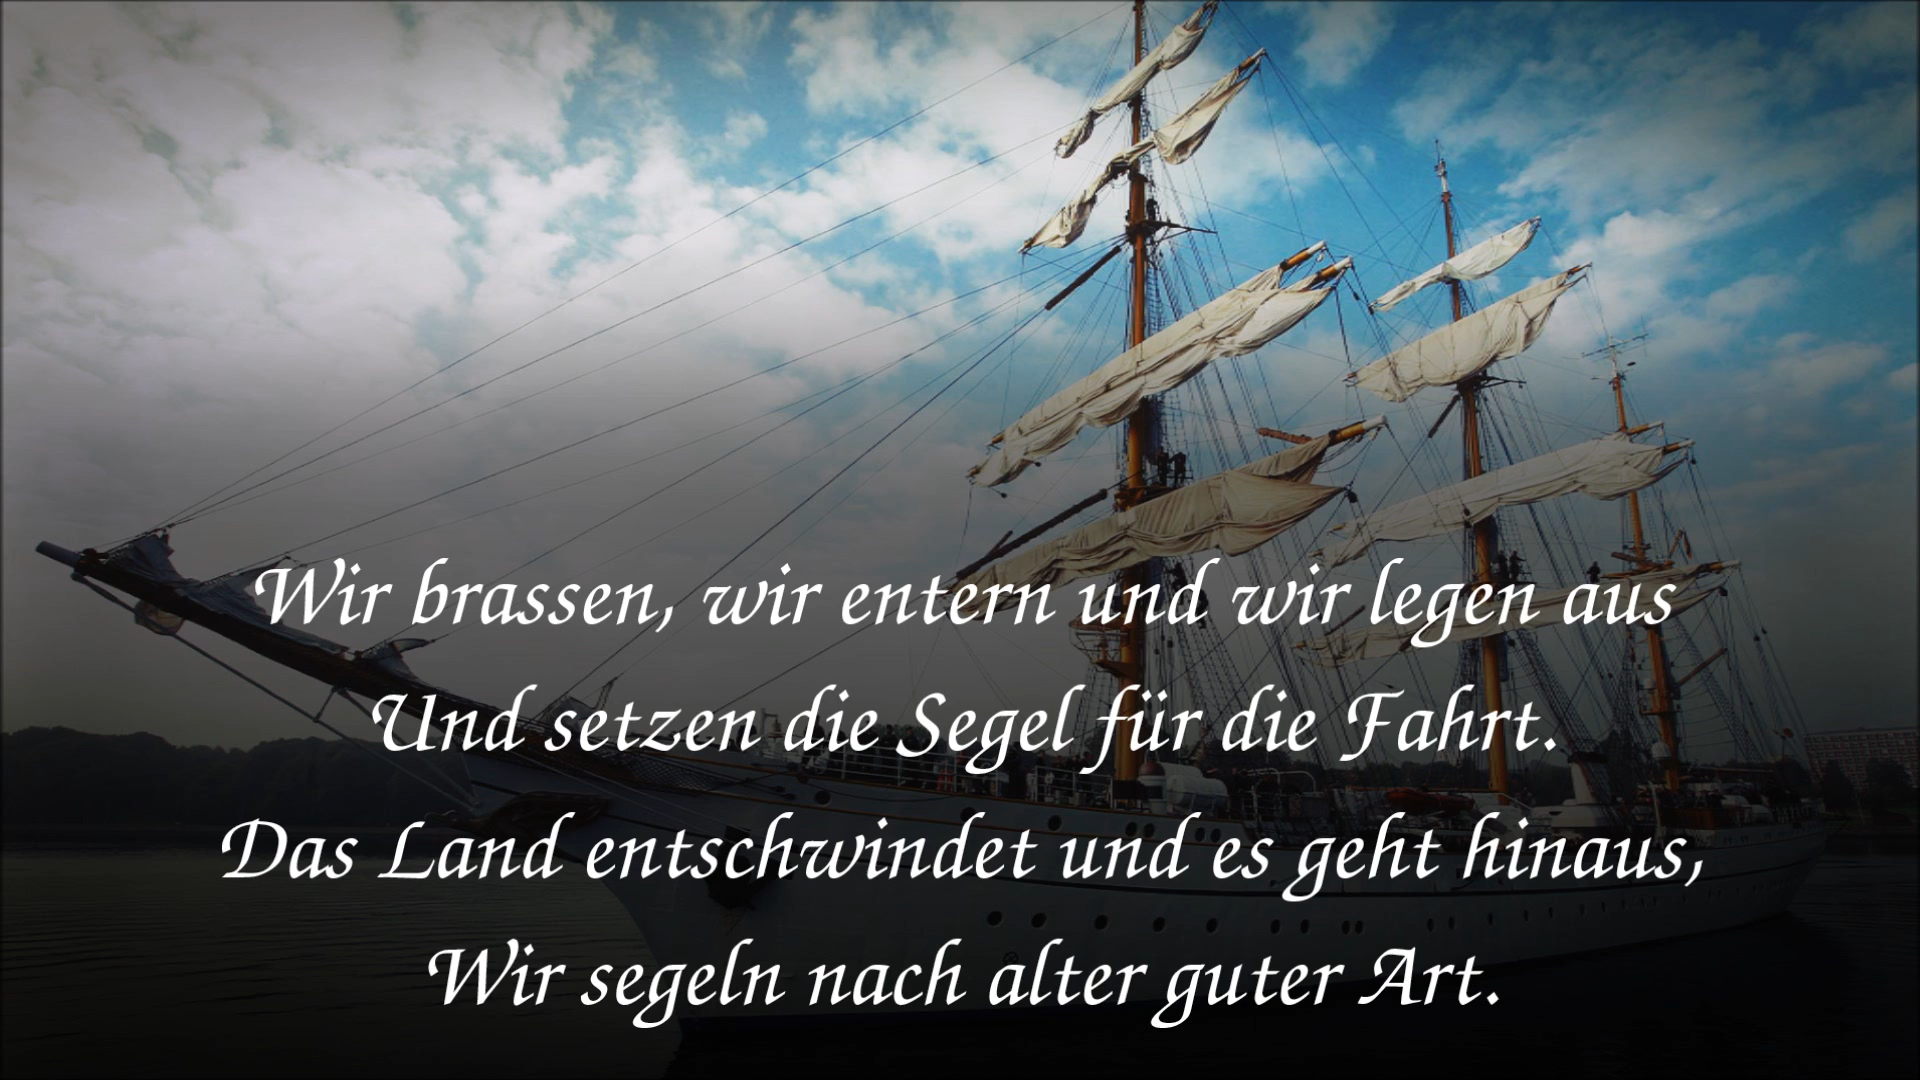 Wir brassen, wir entern und wir legen aus
Und setzen die Segel für die Fahrt.
Das Land entschwindet und es geht hinaus,
Wir segeln nach alter guter Art.